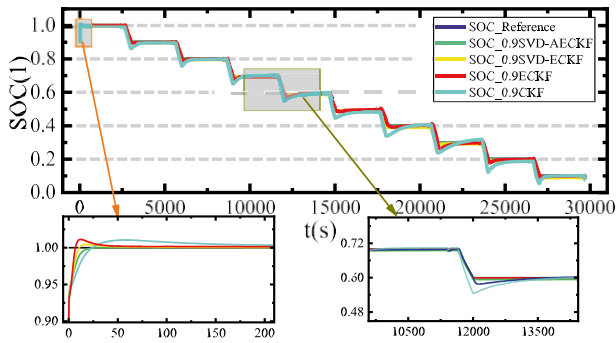 SOC(1)
1.0
0.8
0.6
0.4
0.2
0.0
SOC_Reference
SOC_0.9SVD-AECKF
SOC_0.9SVD-ECKF
SOC_0.9ECKF
SOC_0.9CKF
0 5000 10000 15000 20000 25000 30000
t(s)
1.00
0.95
0.90
0 50 100 150 200
0.72
0.60
0.48
10500 12000 13500